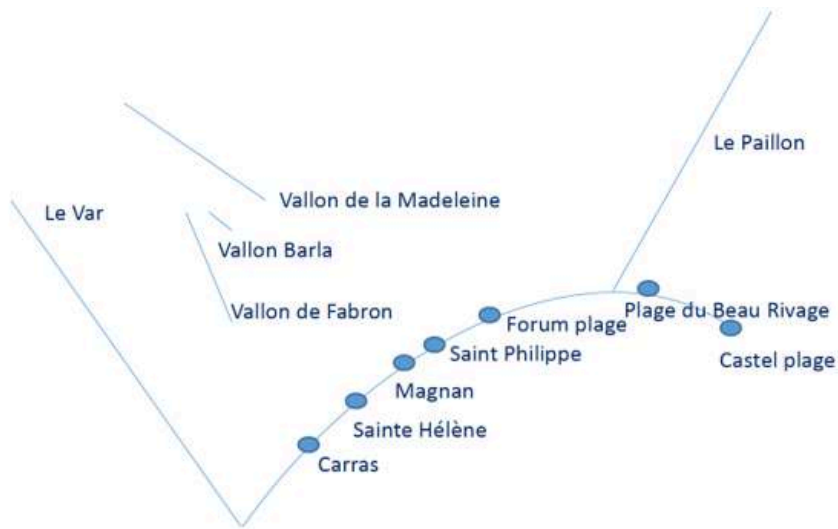 Le Paillon
Vallon de la Madeleine
Le Var
Vallon Barla
Vallon de Fabron
Plage du Beau Rivage
Forum plage
Saint Philippe
Castel plage
Magnan
Sainte Hélène
Carras